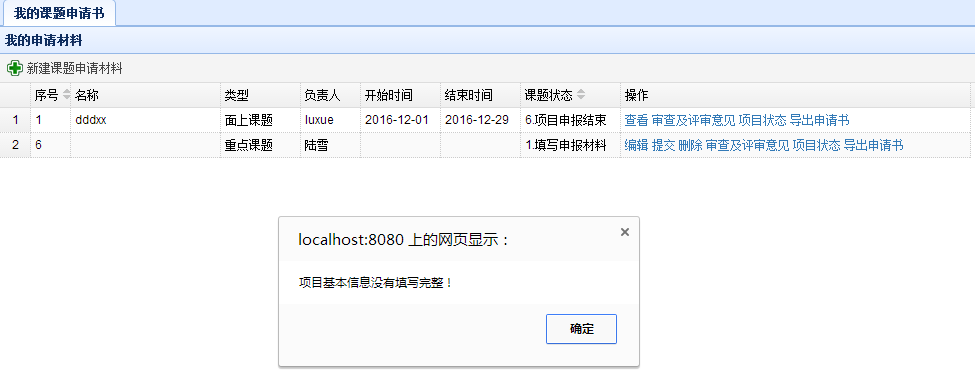 我的课题申请书
我的申请材料
新建课题申请材料
序号 名称 类型 负责人 开始时间 结束时间 课题状态 操作
1 1 dddxx 面上课题 luxue 2016-12-01 2016-12-29 6.项目申报结束 查看 审查及评审意见 项目状态 导出申请书
2 6 重点课题 陆雪 1.填写申报材料 编辑 提交 删除 审查及评审意见 项目状态 导出申请书
localhost:8080 上的网页显示：
项目基本信息没有填写完整！
确定